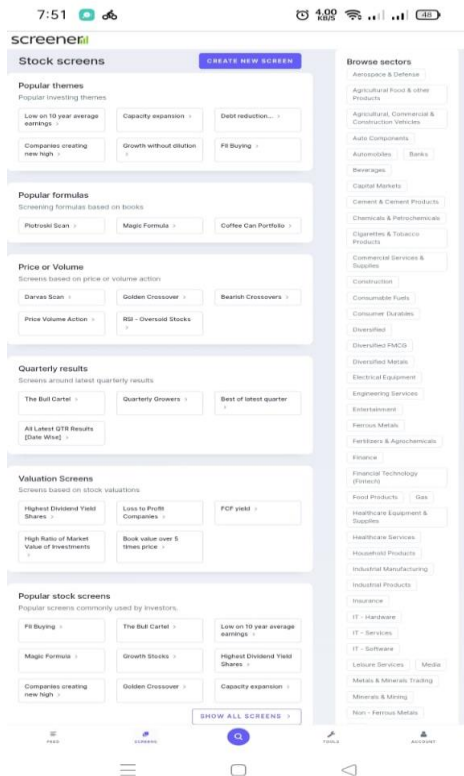 7:51
4.00
KB/S
48
screener
Stock screens
CREATE NEW SCREEN
Popular themes
Popular investing themes
Low on 10 year average
earnings >
Capacity expansion >
Debt reduction... >
Companies creating
new high >
Growth without dilution
>
FII Buying >
Popular formulas
Screening formulas based on books
Piotroski Scan >
Magic Formula >
Coffee Can Portfolio >
Price or Volume
Screens based on price or volume action
Darvas Scan >
Golden Crossover >
Bearish Crossovers >
Price Volume Action >
RSI - Oversold Stocks
>
Quarterly results
Screens around latest quarterly results
The Bull Cartel >
Quarterly Growers >
Best of latest quarter
>
All Latest QTR Results
[Date Wise] >
Valuation Screens
Screens based on stock valuations
Highest Dividend Yield
Shares >
Loss to Profit
Companies >
FCF yield >
High Ratio of Market
Value of Investments
>
Book value over 5
times price >
Popular stock screens
Popular screens commonly used by investors.
FII Buying >
The Bull Cartel >
Low on 10 year average
earnings >
Magic Formula >
Growth Stocks >
Highest Dividend Yield
Shares >
Companies creating
new high >
Golden Crossover >
Capacity expansion >
SHOW ALL SCREENS >
Browse sectors
Aerospace & Defense
Agricultural Food & other
Products
Agricultural, Commercial &
Construction Vehicles
Auto Components
Automobiles
Banks
Beverages
Capital Markets
Cement & Cement Products
Chemicals & Petrochemicals
Cigarettes & Tobacco
Products
Commercial Services &
Supplies
Construction
Consumable Fuels
Consumer Durables
Diversified
Diversified FMCG
Diversified Metals
Electrical Equipment
Engineering Services
Entertainment
Ferrous Metals
Fertilizers & Agrochemicals
Finance
Financial Technology
(Fintech)
Food Products
Gas
Healthcare Equipment &
Supplies
Healthcare Services
Household Products
Industrial Manufacturing
Industrial Products
Insurance
IT - Hardware
IT - Services
IT - Software
Leisure Services
Media
Metals & Minerals Trading
Minerals & Mining
Non - Ferrous Metals
FEED
SCREENS
TOOLS
ACCOUNT